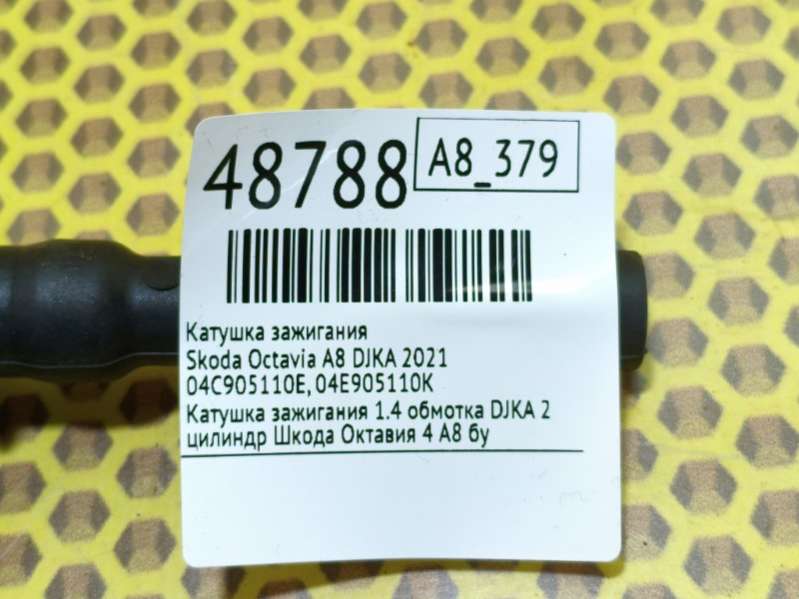 48788
A8_379
Катушка зажигания
Skoda Octavia A8 DJKA 2021
04C905110E, 04E905110K
Катушка зажигания 1.4 обмотка DJKA 2
цилиндр Шкода Октавия 4 А8 бу